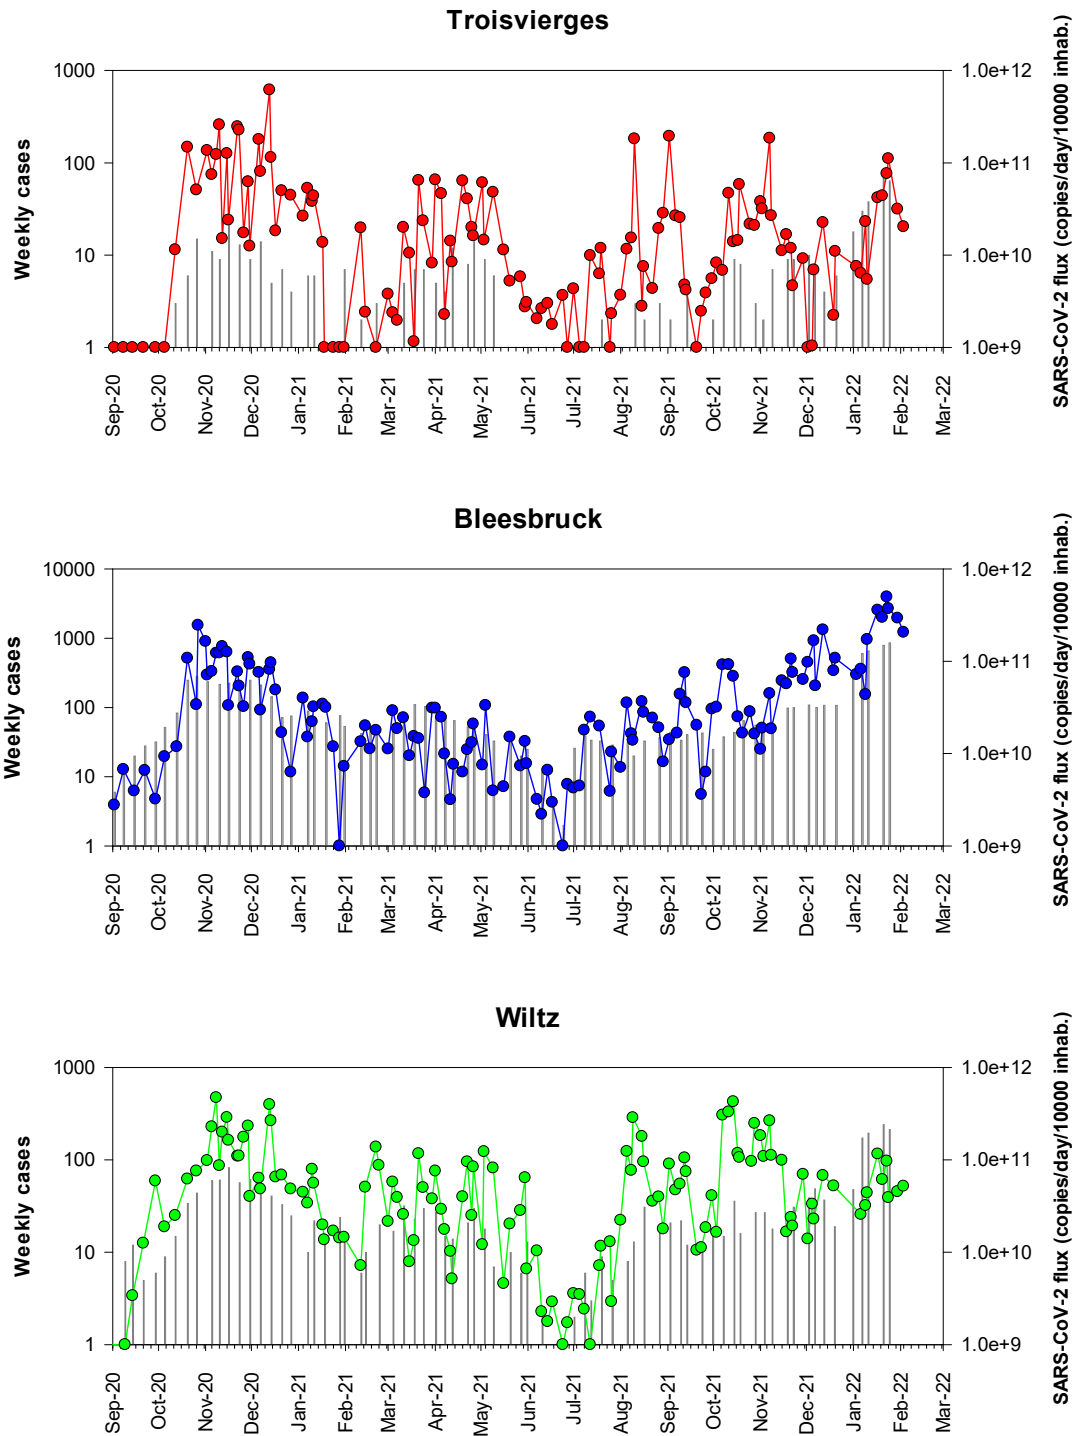 Troisvierges
Weekly cases
1000
100
10
1
SARS-CoV-2 flux (copies/day/10000 inhab.)
1.0e+12
1.0e+11
1.0e+10
1.0e+9
Sep-20
Oct-20
Nov-20
Dec-20
Jan-21
Feb-21
Mar-21
Apr-21
May-21
Jun-21
Jul-21
Aug-21
Sep-21
Oct-21
Nov-21
Dec-21
Jan-22
Feb-22
Mar-22
Bleesbruck
Weekly cases
10000
1000
100
10
1
SARS-CoV-2 flux (copies/day/10000 inhab.)
1.0e+12
1.0e+11
1.0e+10
1.0e+9
Sep-20
Oct-20
Nov-20
Dec-20
Jan-21
Feb-21
Mar-21
Apr-21
May-21
Jun-21
Jul-21
Aug-21
Sep-21
Oct-21
Nov-21
Dec-21
Jan-22
Feb-22
Mar-22
Wiltz
Weekly cases
1000
100
10
1
SARS-CoV-2 flux (copies/day/10000 inhab.)
1.0e+12
1.0e+11
1.0e+10
1.0e+9
Sep-20
Oct-20
Nov-20
Dec-20
Jan-21
Feb-21
Mar-21
Apr-21
May-21
Jun-21
Jul-21
Aug-21
Sep-21
Oct-21
Nov-21
Dec-21
Jan-22
Feb-22
Mar-22